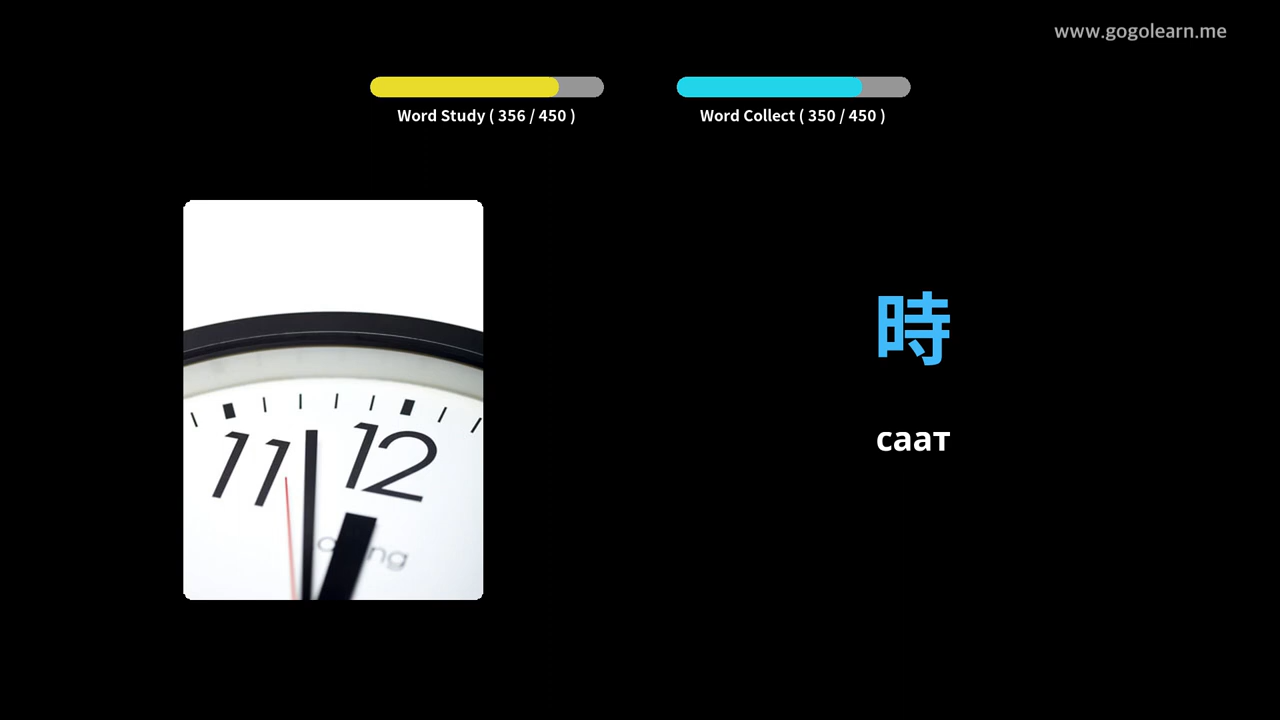 www.gogolearn.me
Word Study ( 356 / 450 )
Word Collect ( 350 / 450 )
11
12
時
саат